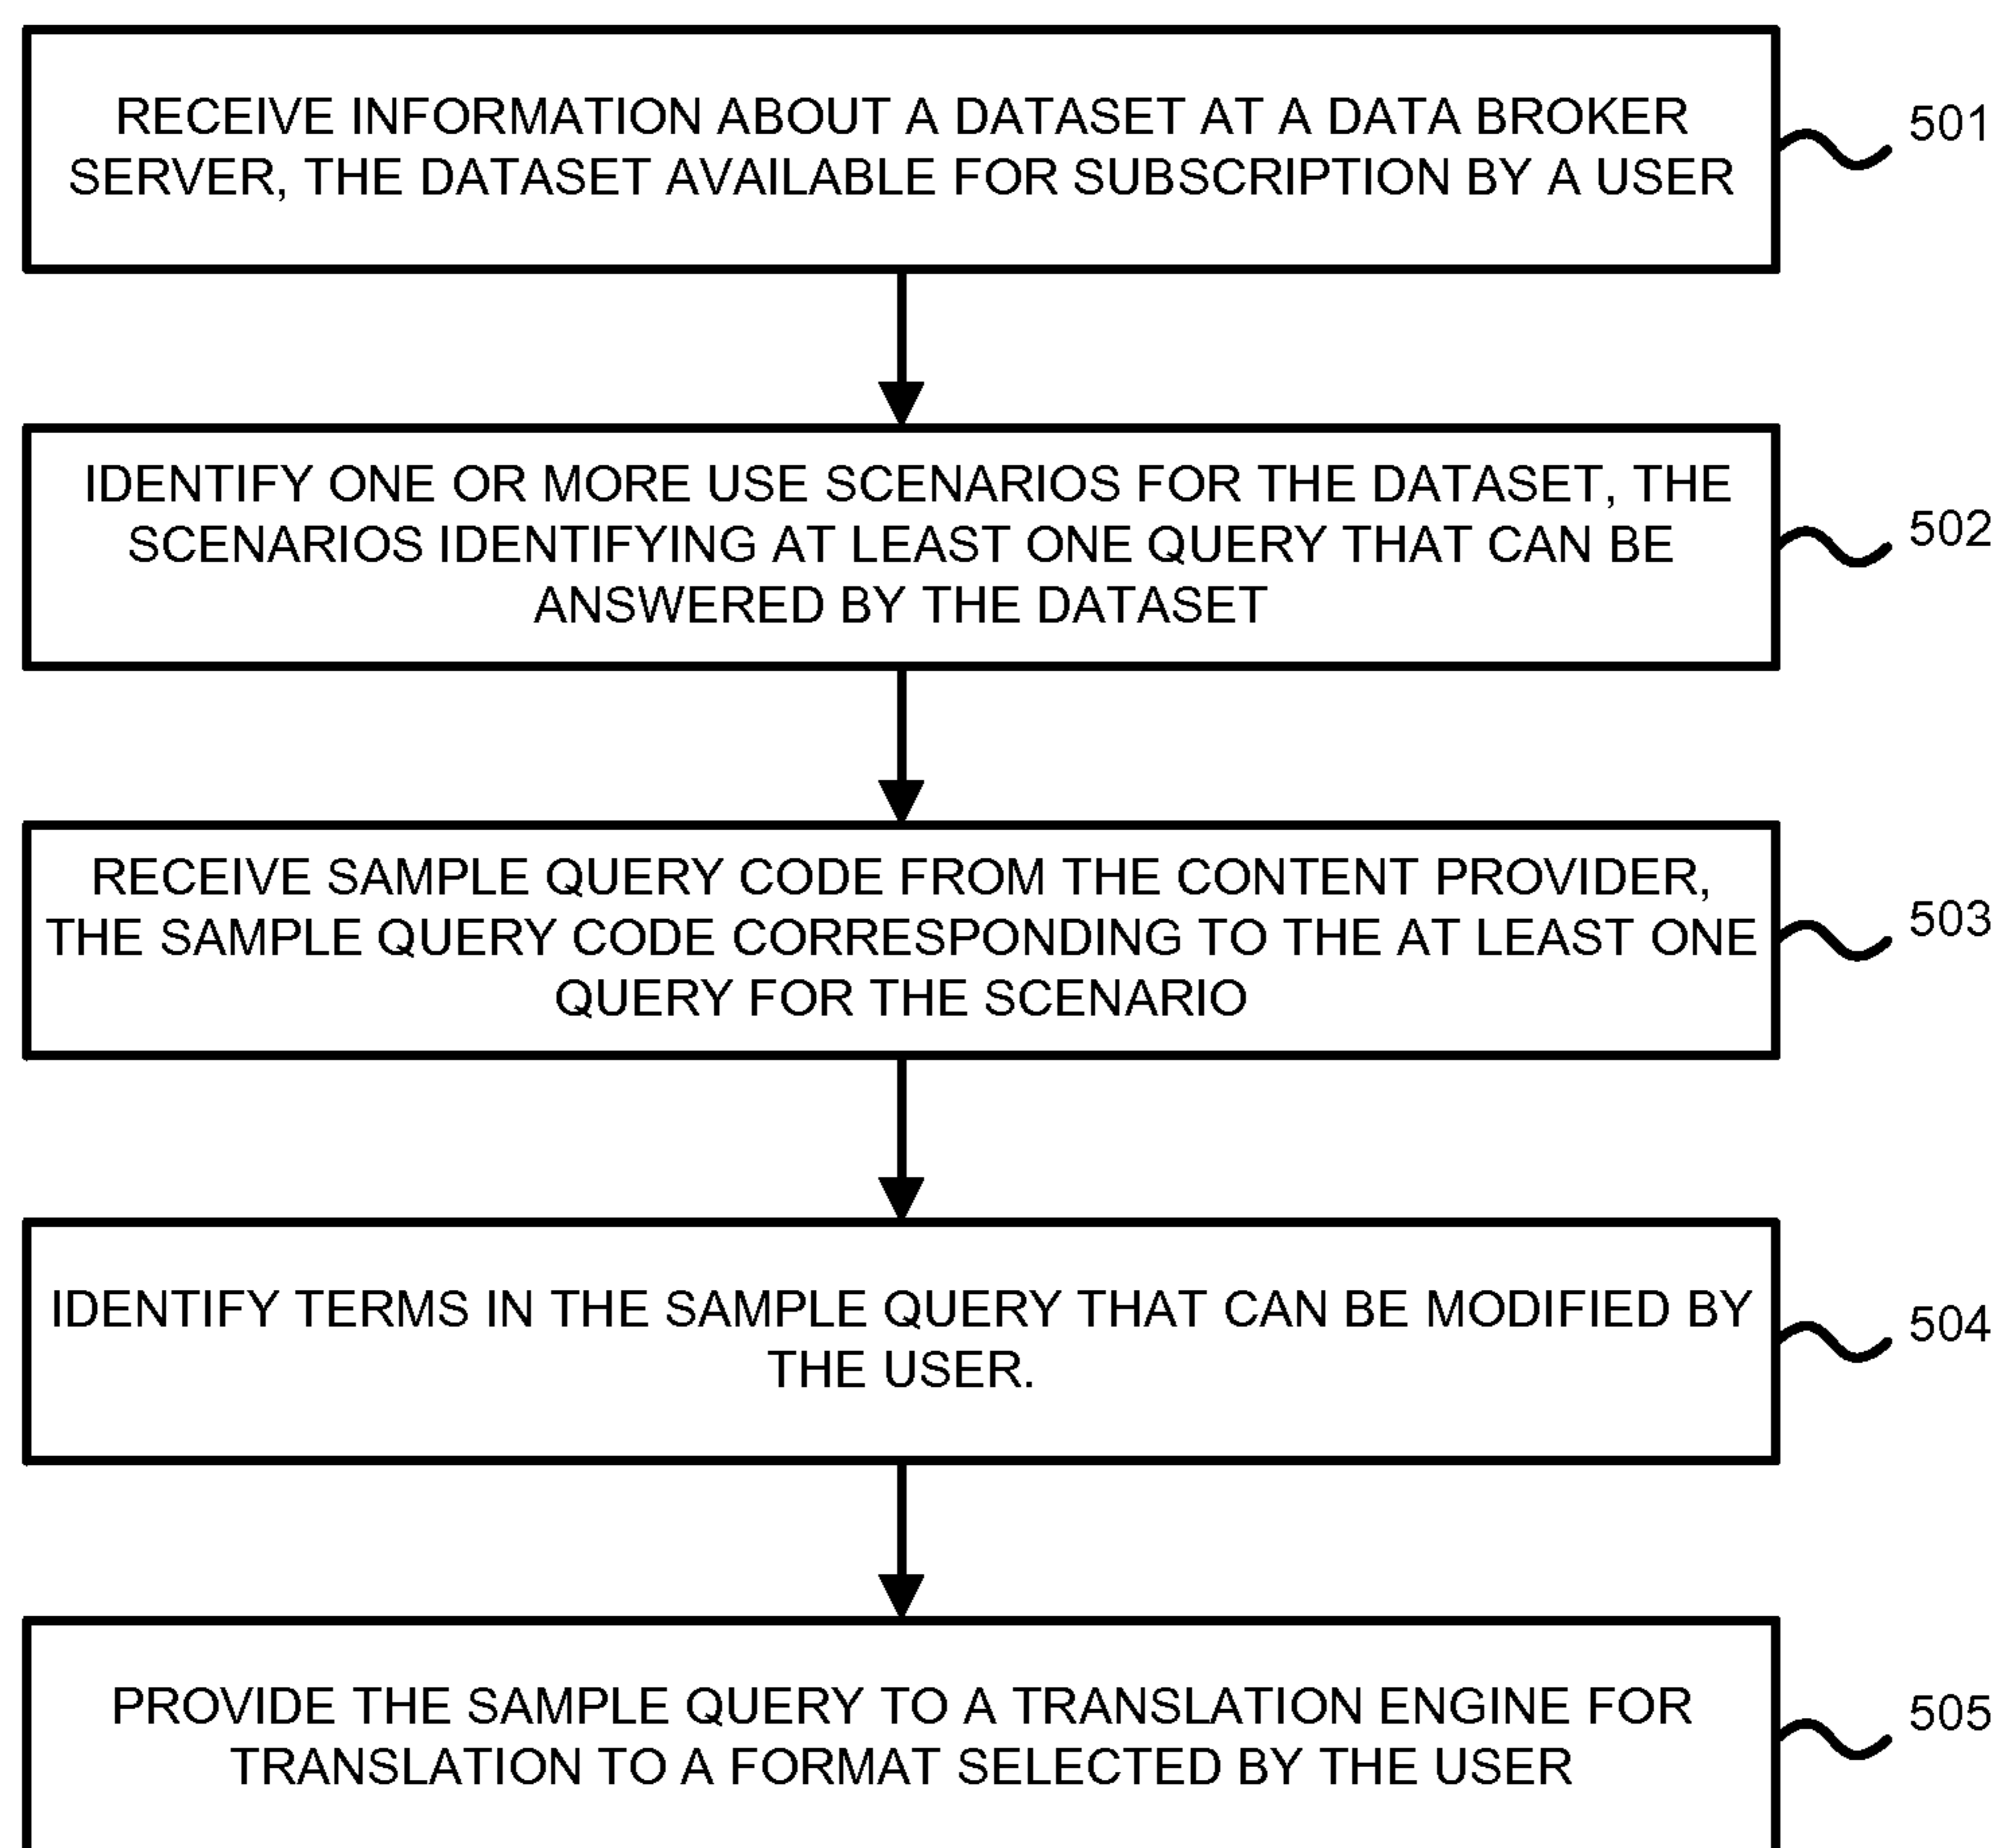 RECEIVE INFORMATION ABOUT A DATASET AT A DATA BROKER
SERVER, THE DATASET AVAILABLE FOR SUBSCRIPTION BY A USER
501
IDENTIFY ONE OR MORE USE SCENARIOS FOR THE DATASET, THE
SCENARIOS IDENTIFYING AT LEAST ONE QUERY THAT CAN BE
ANSWERED BY THE DATASET
502
RECEIVE SAMPLE QUERY CODE FROM THE CONTENT PROVIDER,
THE SAMPLE QUERY CODE CORRESPONDING TO THE AT LEAST ONE
QUERY FOR THE SCENARIO
503
IDENTIFY TERMS IN THE SAMPLE QUERY THAT CAN BE MODIFIED BY
THE USER.
504
PROVIDE THE SAMPLE QUERY TO A TRANSLATION ENGINE FOR
TRANSLATION TO A FORMAT SELECTED BY THE USER
505